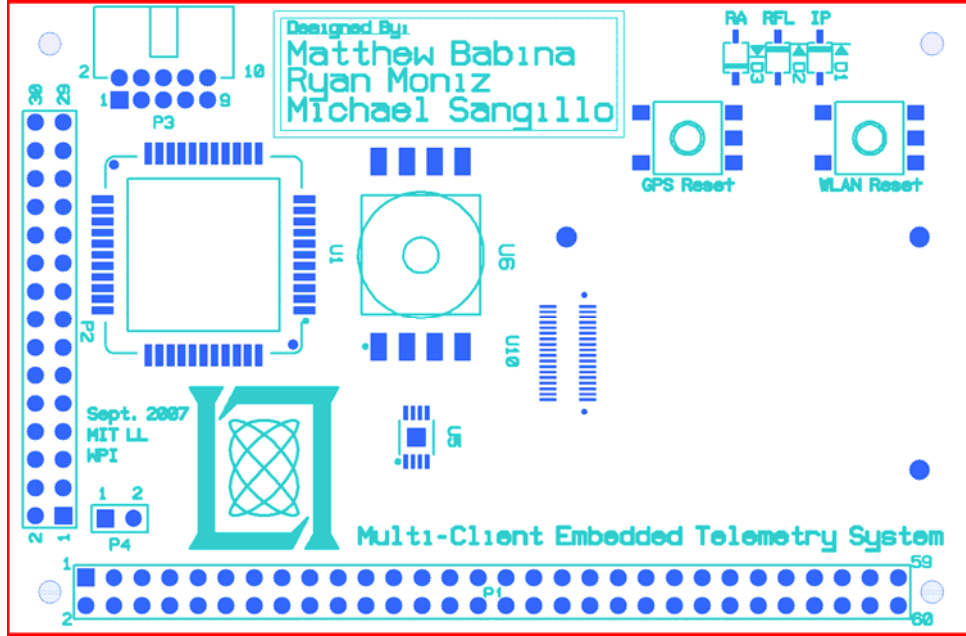 Designed By:
Matthew Babina
Ryan Moniz
Michael Sangillo
RA RFL IP
D3 D2 D1
2 10
1 9
P3
30 29
GPS Reset
WLAN Reset
U1
U6
P2
U10
Sept. 2007
MIT LL
WPI
U5
1 2
P4
2 1
Multi-Client Embedded Telemetry System
1 59
P1
2 60